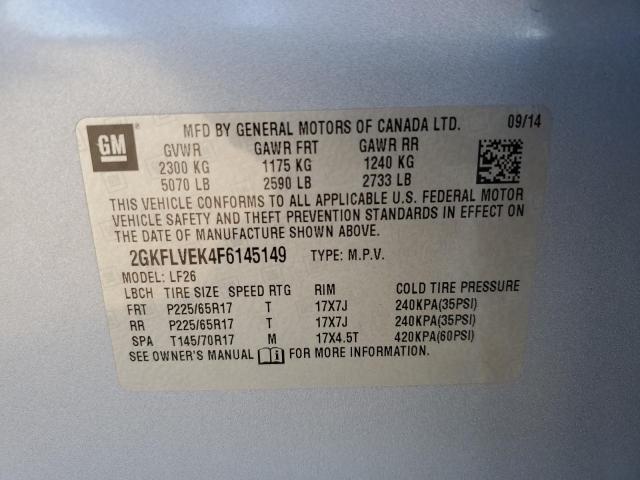 GM MFD BY GENERAL MOTORS OF CANADA LTD. 09/14
GVWR GAWR FRT GAWR RR
2300 KG 1175 KG 1240 KG
5070 LB 2590 LB 2733 LB
THIS VEHICLE CONFORMS TO ALL APPLICABLE U.S. FEDERAL MOTOR
VEHICLE SAFETY AND THEFT PREVENTION STANDARDS IN EFFECT ON
THE DATE OF MANUFACTURE SHOWN ABOVE.
2GKFLVEK4F6145149 TYPE: M.P.V.
MODEL: LF26
LBCH TIRE SIZE SPEED RTG RIM COLD TIRE PRESSURE
FRT P225/65R17 T 17X7J 240KPA(35PSI)
RR P225/65R17 T 17X7J 240KPA(35PSI)
SPA T145/70R17 M 17X4.5T 420KPA(60PSI)
SEE OWNER'S MANUAL FOR MORE INFORMATION.